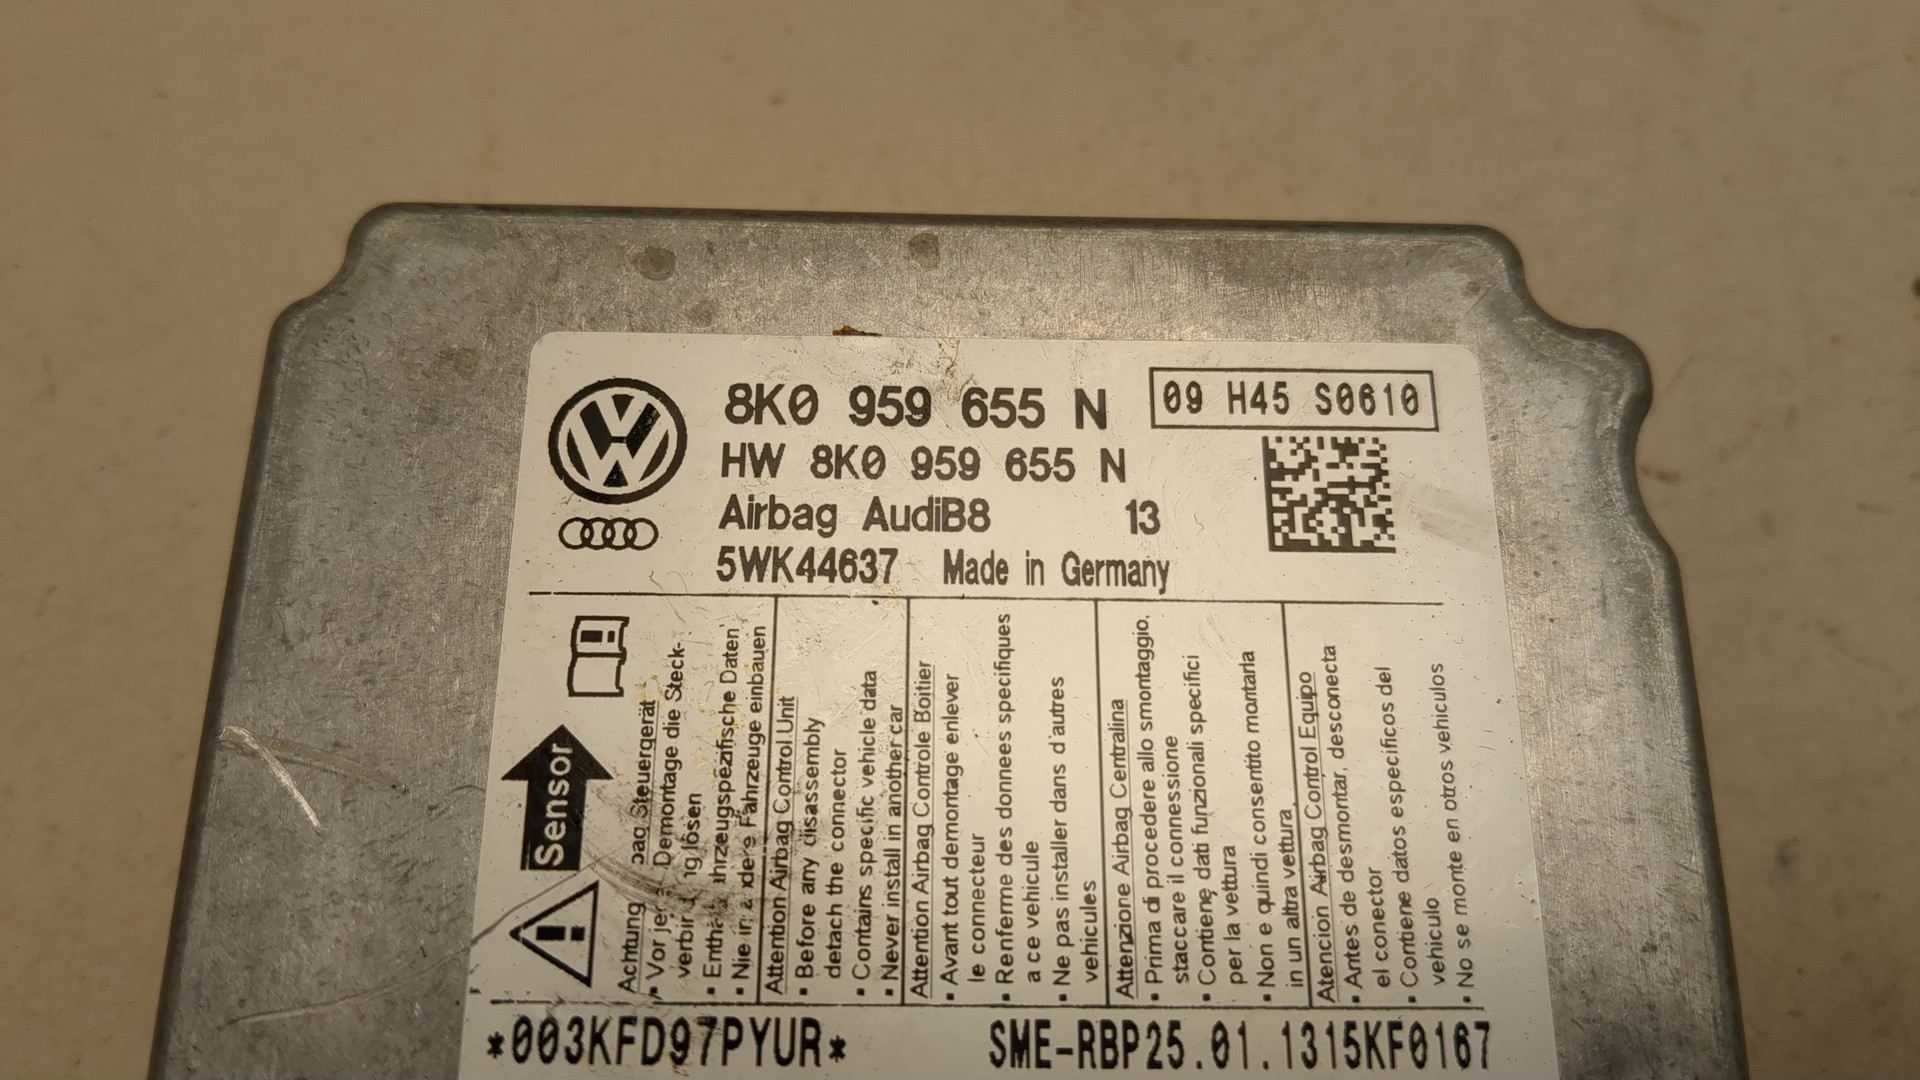 8K0 959 655 N
09 H45 S0610
HW 8K0 959 655 N
Airbag AudiB8 13
5WK44637 Made in Germany
Sensor
Achtung Steuergerät
• Vor Demontage die Steck-
lösen
• 
• Nie in Fahrzeuge einbauen
Attention Airbag Control Unit
• Before any disassembly
detach the connector
• Contains specific vehicle data
• Never install in another car
Attention Airbag Controle Boitier
• Avant tout demontage enlever
le connecteur
• Renferme des donnees specifiques
a ce vehicule
• Ne pas installer dans d'autres
vehicules
Attenzione Airbag Centralina
• Prima di procedere allo smontaggio,
staccare il connessione
• Contiene dati funzionali specifici
per la vettura
• Non e quindi consentito montarla
in un altra vettura
Atencion Airbag Control Equipo
• Antes de desmontar, desconecta
el conector
• Contiene datos especificos del
vehiculo
• No se monte en otros vehiculos
*003KFD97PYUR*
SME-RBP25.01.1315KF0167